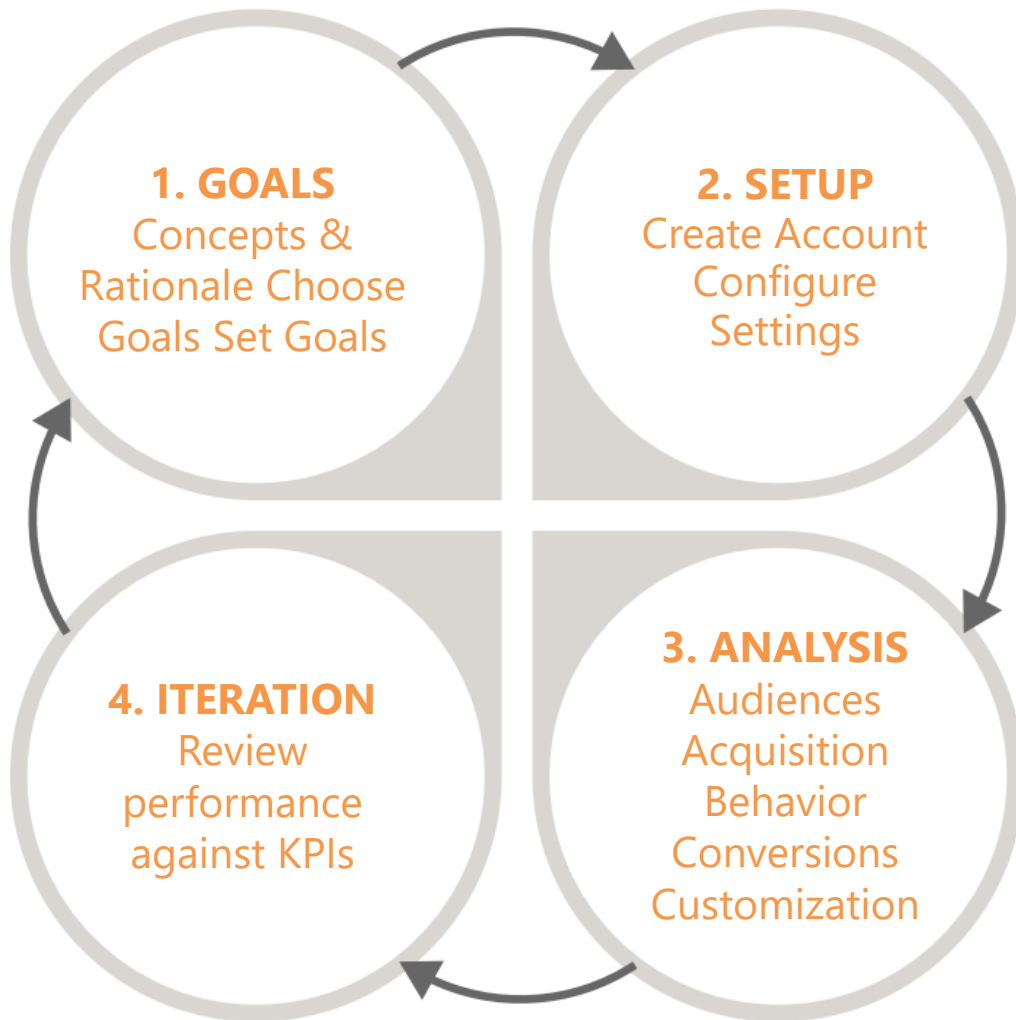 1. GOALS
Concepts &
Rationale Choose
Goals Set Goals
2. SETUP
Create Account
Configure
Settings
3. ANALYSIS
Audiences
Acquisition
Behavior
Conversions
Customization
4. ITERATION
Review
performance
against KPIs